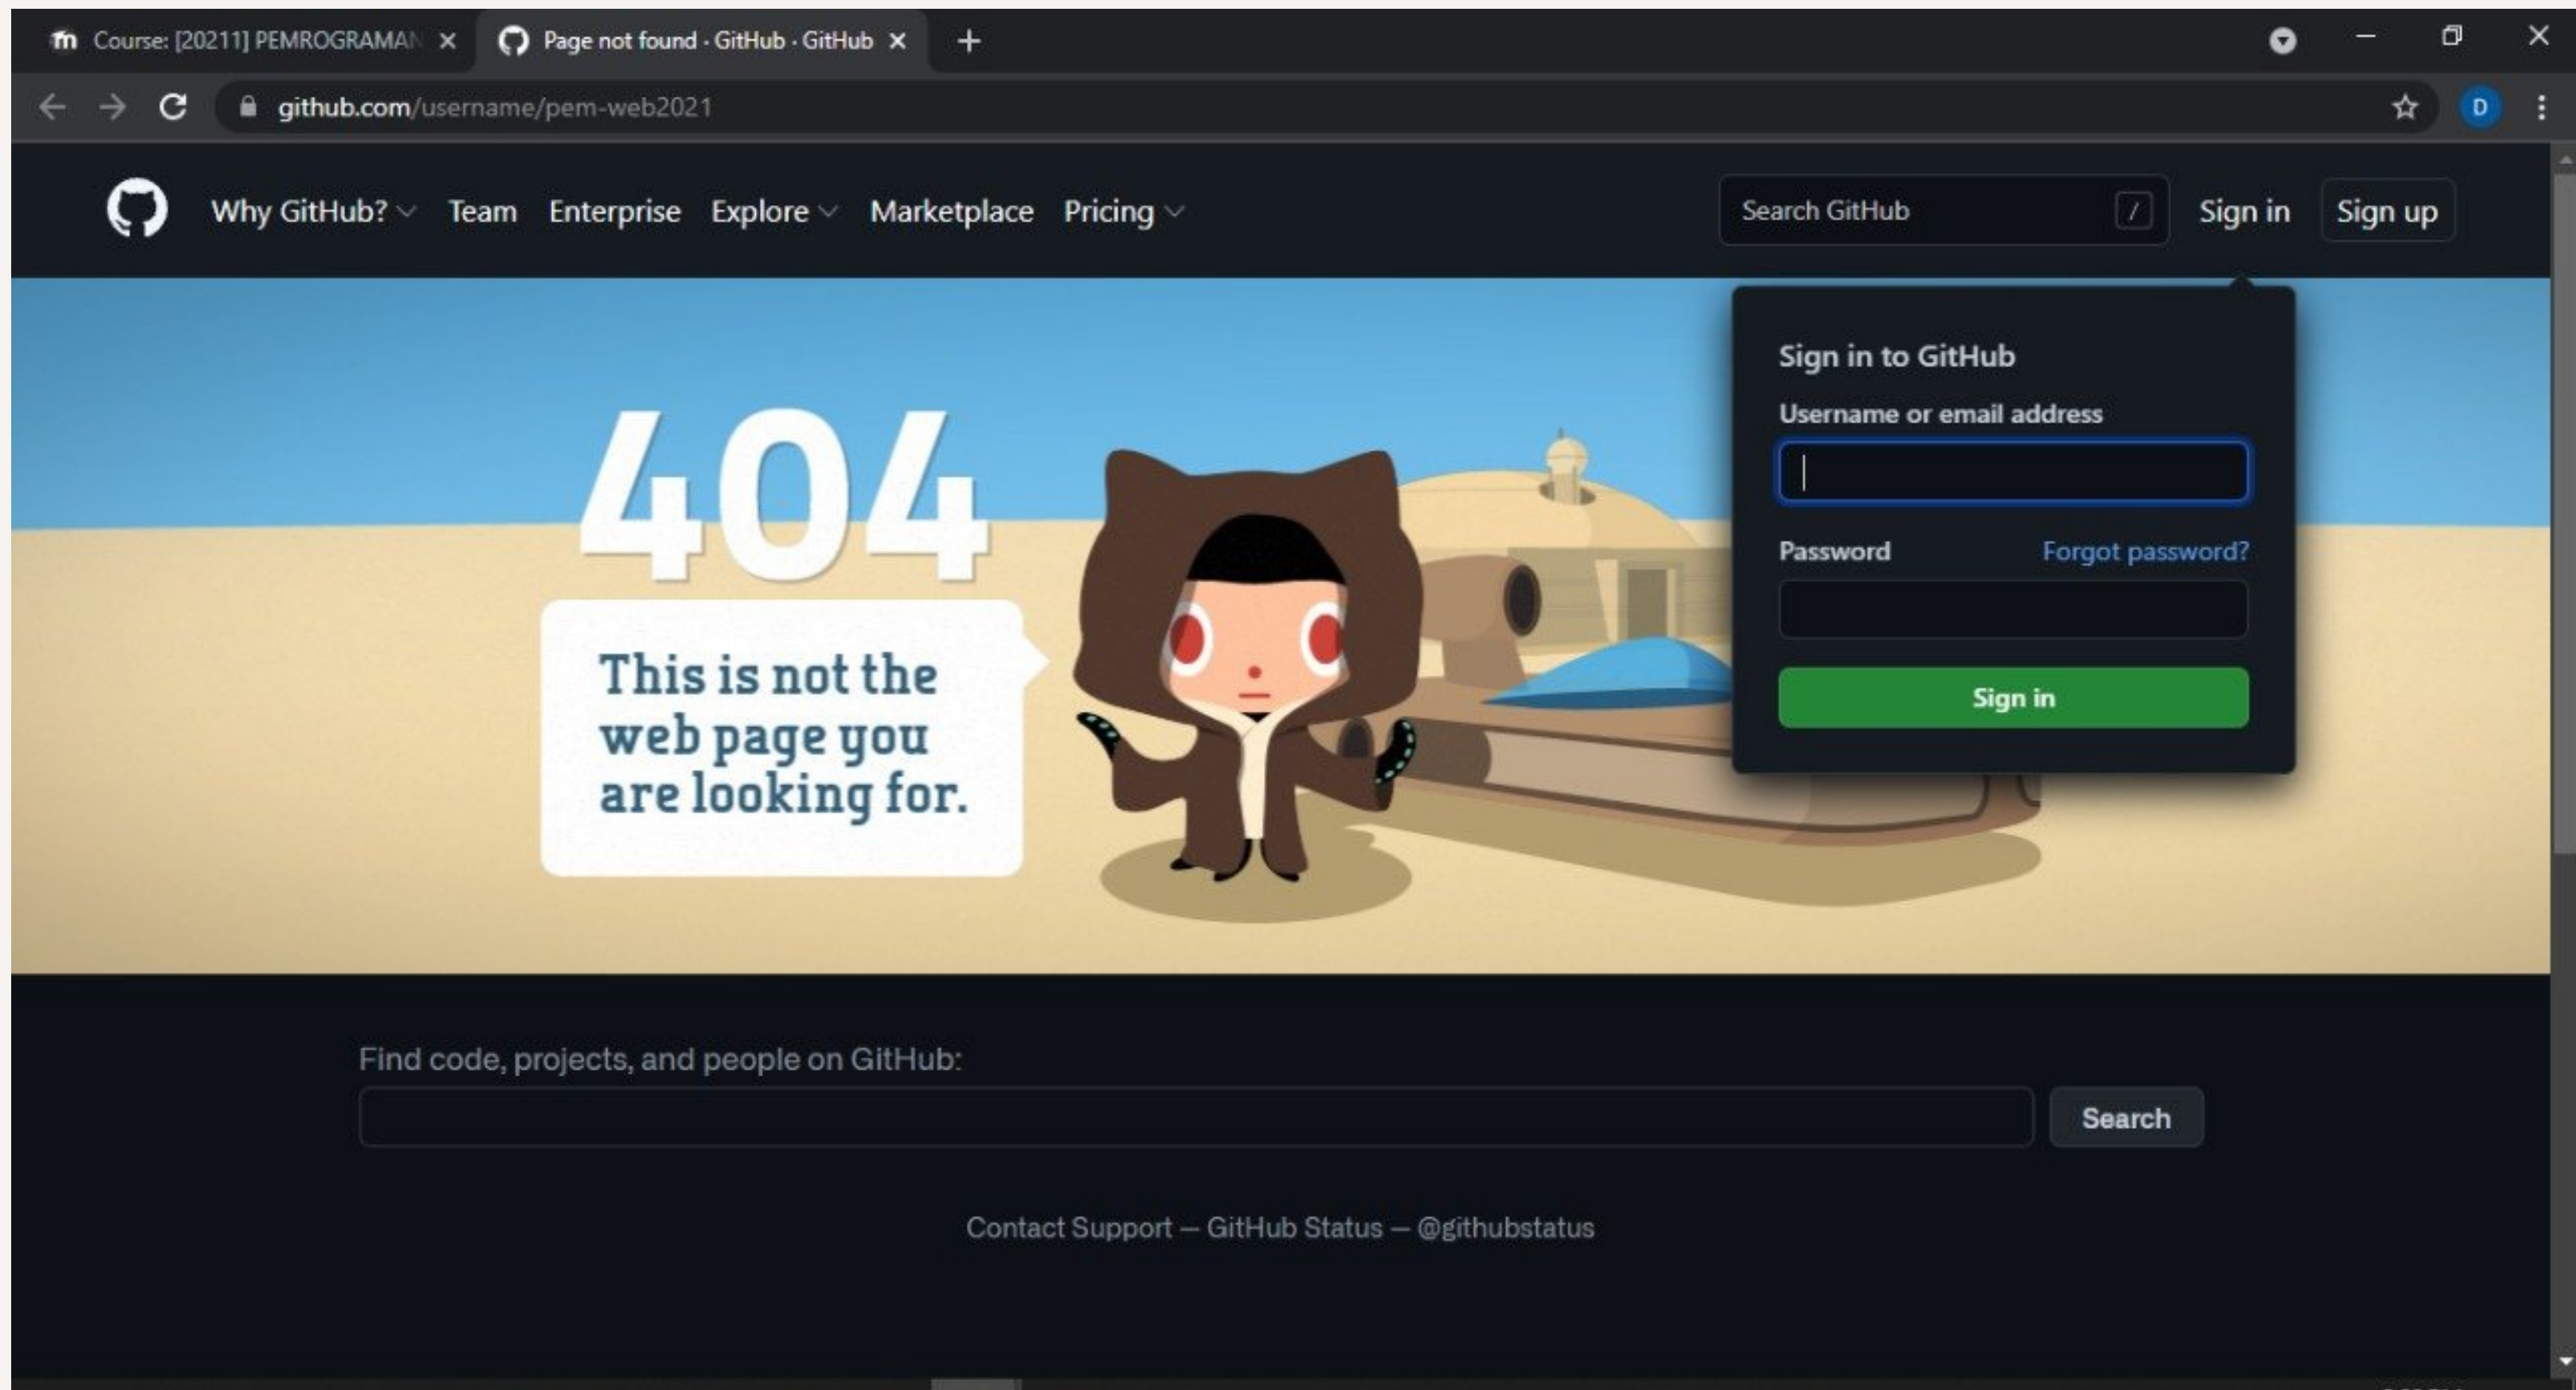 Course: [20211] PEMROGRAMAN
Page not found · GitHub · GitHub
github.com/username/pem-web2021
D
Why GitHub? Team Enterprise Explore Marketplace Pricing
Search GitHub /
Sign in
Sign up
404
This is not the
web page you
are looking for.
Sign in to GitHub
Username or email address
Password Forgot password?
Sign in
Find code, projects, and people on GitHub:
Search
Contact Support — GitHub Status — @githubstatus